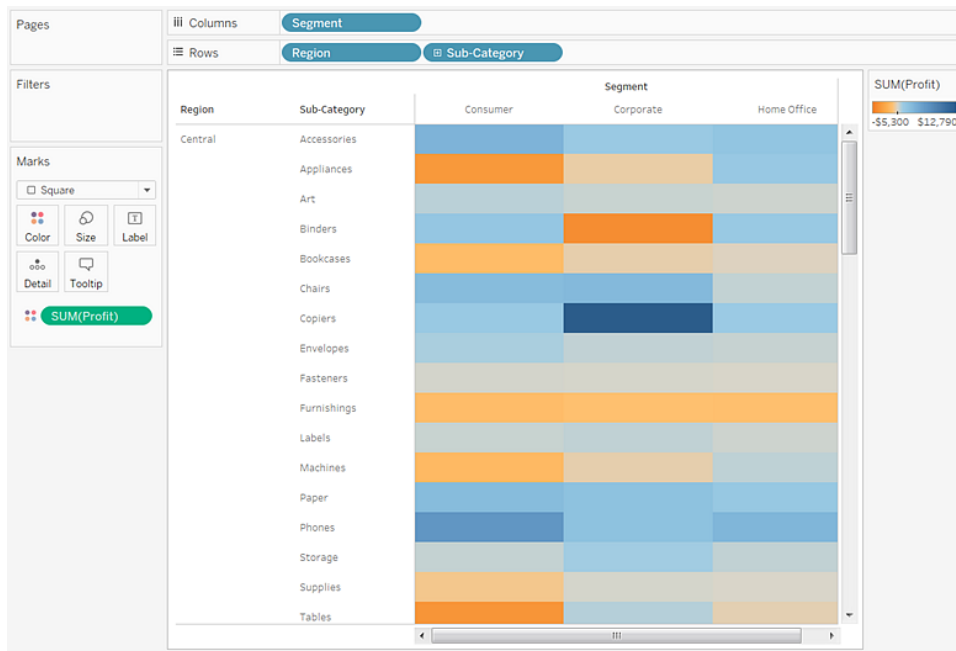 Pages
Columns Segment
Rows Region Sub-Category
Filters
Segment
SUM(Profit)
Region Sub-Category Consumer Corporate Home Office
-$5,300 $12,790
Central Accessories
Marks
Appliances
Square
Art
Color Size Label
Binders
Bookcases
Detail Tooltip
Chairs
SUM(Profit)
Copiers
Envelopes
Fasteners
Furnishings
Labels
Machines
Paper
Phones
Storage
Supplies
Tables